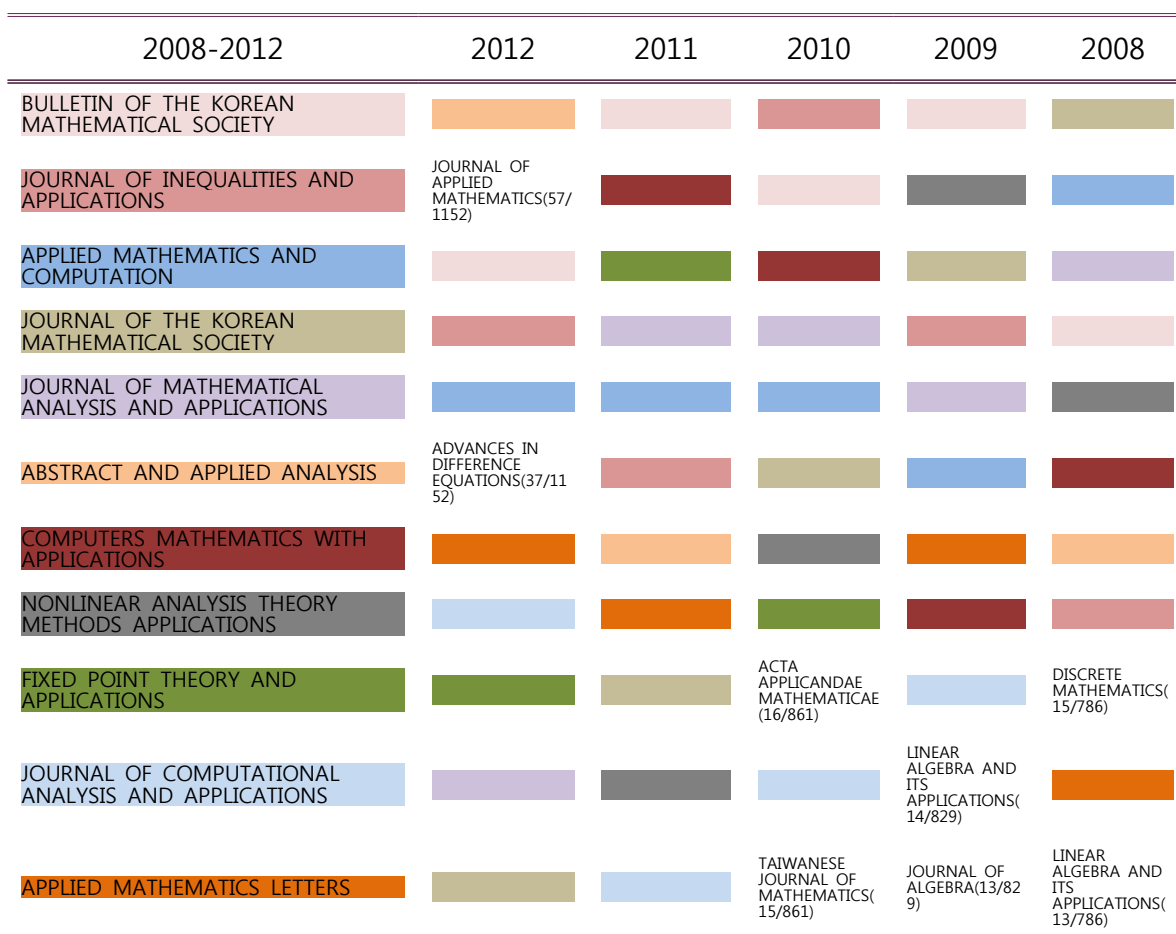 2008-2012 2012 2011 2010 2009 2008
BULLETIN OF THE KOREAN
MATHEMATICAL SOCIETY
JOURNAL OF INEQUALITIES AND
APPLICATIONS
JOURNAL OF
APPLIED
MATHEMATICS(57/
1152)
APPLIED MATHEMATICS AND
COMPUTATION
JOURNAL OF THE KOREAN
MATHEMATICAL SOCIETY
JOURNAL OF MATHEMATICAL
ANALYSIS AND APPLICATIONS
ABSTRACT AND APPLIED ANALYSIS
ADVANCES IN
DIFFERENCE
EQUATIONS(37/11
52)
COMPUTERS MATHEMATICS WITH
APPLICATIONS
NONLINEAR ANALYSIS THEORY
METHODS APPLICATIONS
FIXED POINT THEORY AND
APPLICATIONS
ACTA
APPLICANDAE
MATHEMATICAE
(16/861)
DISCRETE
MATHEMATICS(
15/786)
JOURNAL OF COMPUTATIONAL
ANALYSIS AND APPLICATIONS
LINEAR
ALGEBRA AND
ITS
APPLICATIONS(
14/829)
APPLIED MATHEMATICS LETTERS
TAIWANESE
JOURNAL OF
MATHEMATICS(
15/861)
JOURNAL OF
ALGEBRA(13/82
9)
LINEAR
ALGEBRA AND
ITS
APPLICATIONS(
13/786)